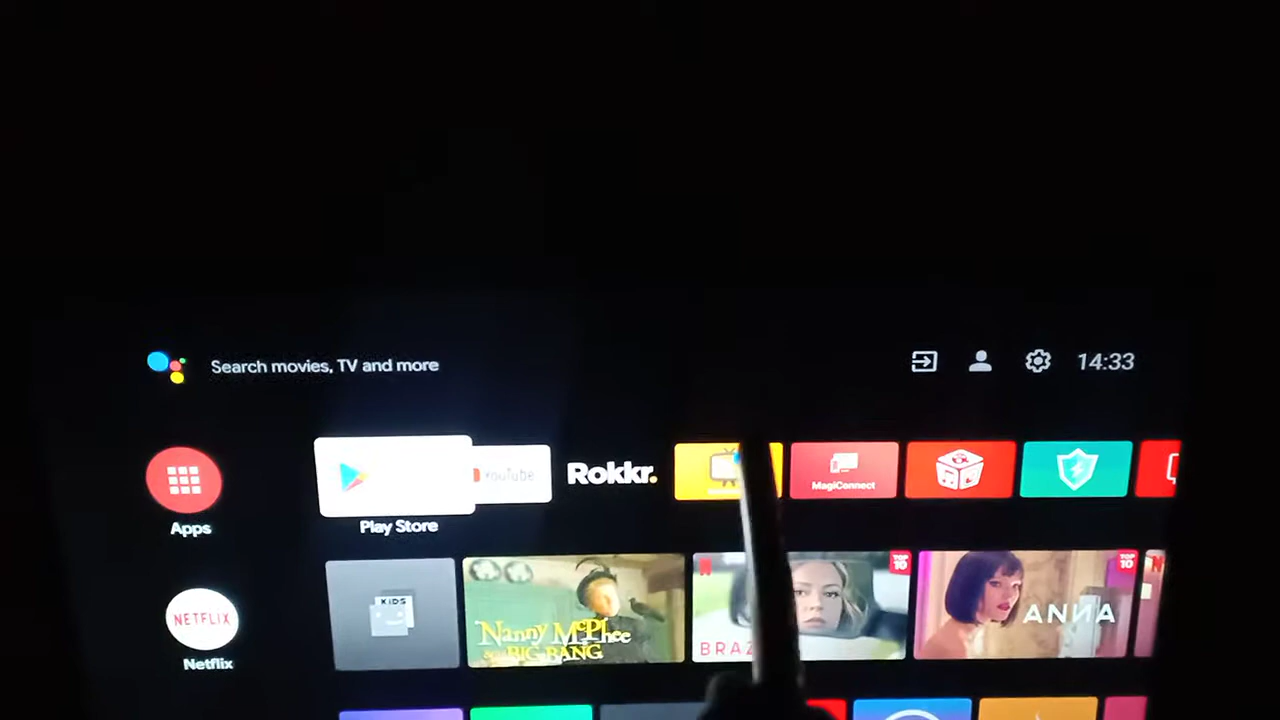 Search movies, TV and more
14:33
Apps
Play Store
YouTube
Rokkr.
MagiConnect
NETFLIX
Netflix
KIDS
Nanny McPhee
BIG BANG
TOP
10
ANNA
TOP
10